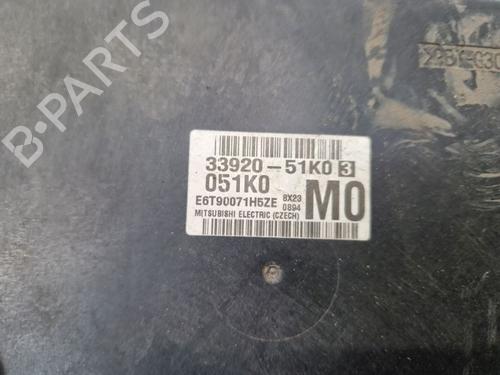 33920-51K0 3
051K0
E6T90071H5ZE 8X23
0894
M0
MITSUBISHI ELECTRIC (CZECH)
B-PARTS